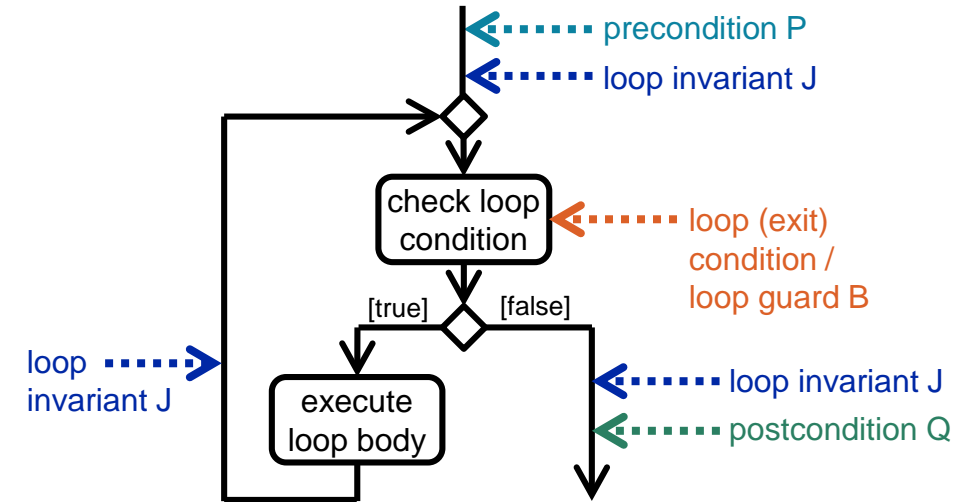 precondition P
loop invariant J
check loop
condition
loop (exit)
condition /
loop guard B
[true]
[false]
loop
invariant J
execute
loop body
loop invariant J
postcondition Q